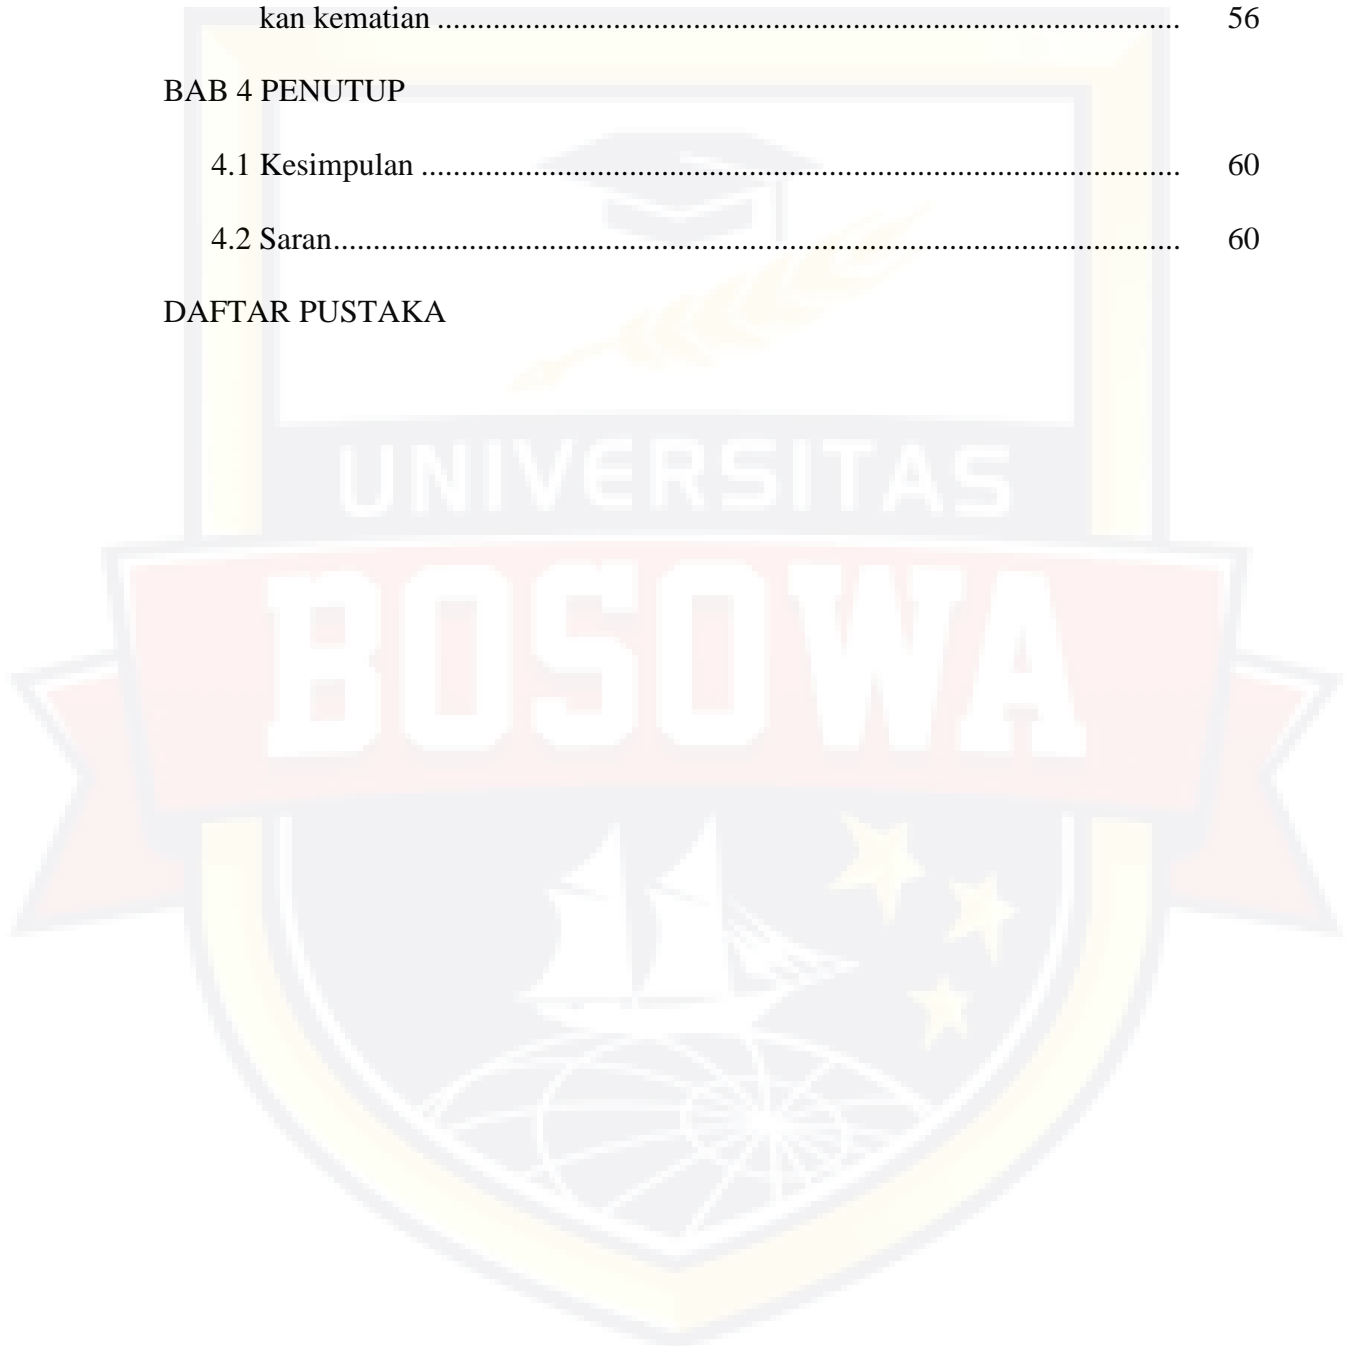 kan kematian ............................................................................................ 56
BAB 4 PENUTUP
4.1 Kesimpulan .............................................................................................. 60
4.2 Saran......................................................................................................... 60
DAFTAR PUSTAKA
UNIVERSITAS
BOSOWA